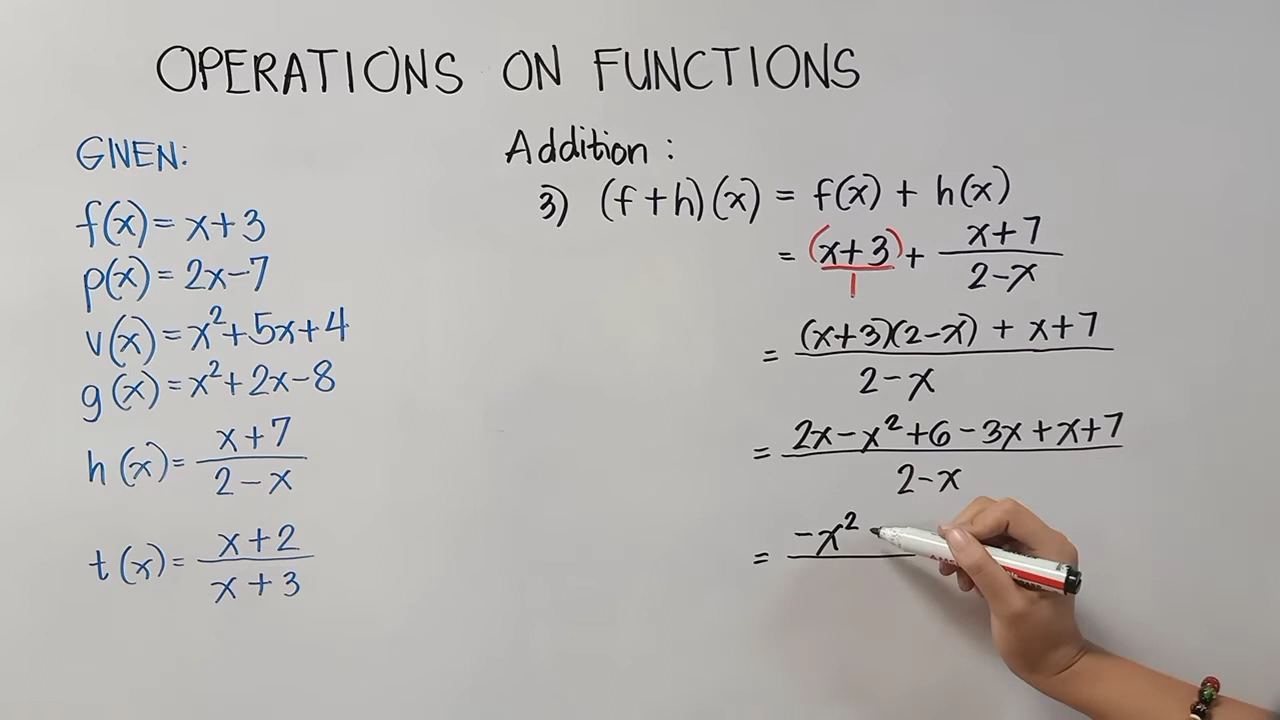 OPERATIONS ON FUNCTIONS
GIVEN:
f(x) = x+3
p(x) = 2x-7
v(x) = x²+5x+4
g(x) = x²+2x-8
h(x) = (x+7)/(2-x)
t(x) = (x+2)/(x+3)
Addition:
3) (f+h)(x) = f(x) + h(x)
= (x+3)/1 + (x+7)/(2-x)
= ((x+3)(2-x) + x+7)/(2-x)
= (2x-x²+6-3x+x+7)/(2-x)
= -x²